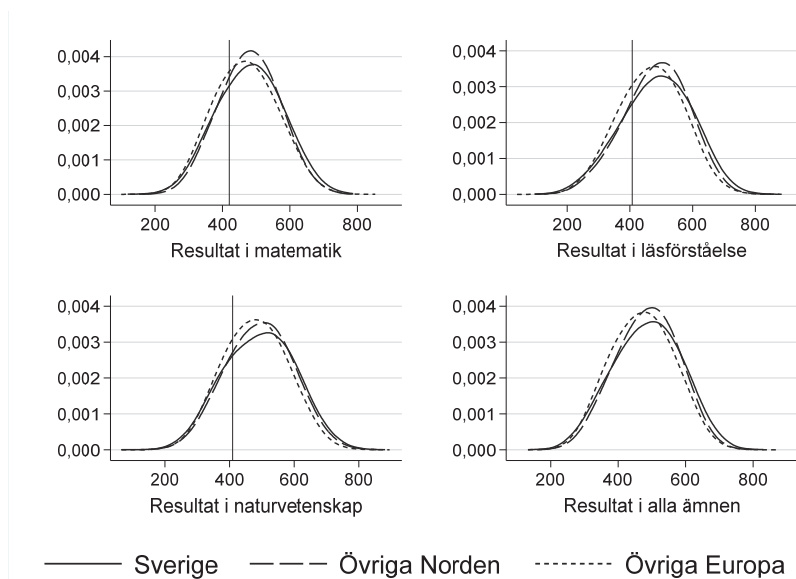 0,004
0,003
0,002
0,001
0,000
200 400 600 800
Resultat i matematik
0,004
0,003
0,002
0,001
0,000
200 400 600 800
Resultat i läsförståelse
0,004
0,003
0,002
0,001
0,000
200 400 600 800
Resultat i naturvetenskap
0,004
0,003
0,002
0,001
0,000
200 400 600 800
Resultat i alla ämnen
Sverige Övriga Norden Övriga Europa